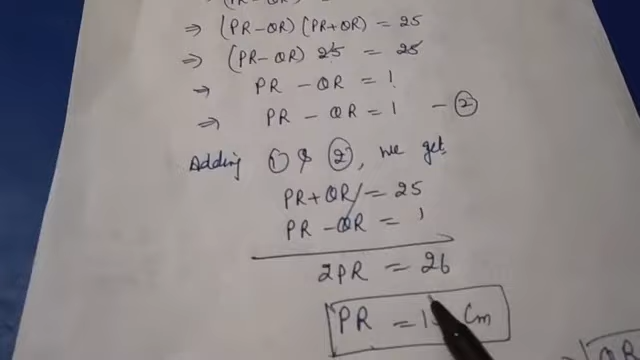 ⇒ (PR-QR)(PR+QR) = 25
⇒ (PR-QR) 25 = 25
⇒ PR - QR = 1
⇒ PR - QR = 1 - ②
Adding ① & ②, we get
PR+QR = 25
PR-QR = 1
2PR = 26
PR = Cm
QR